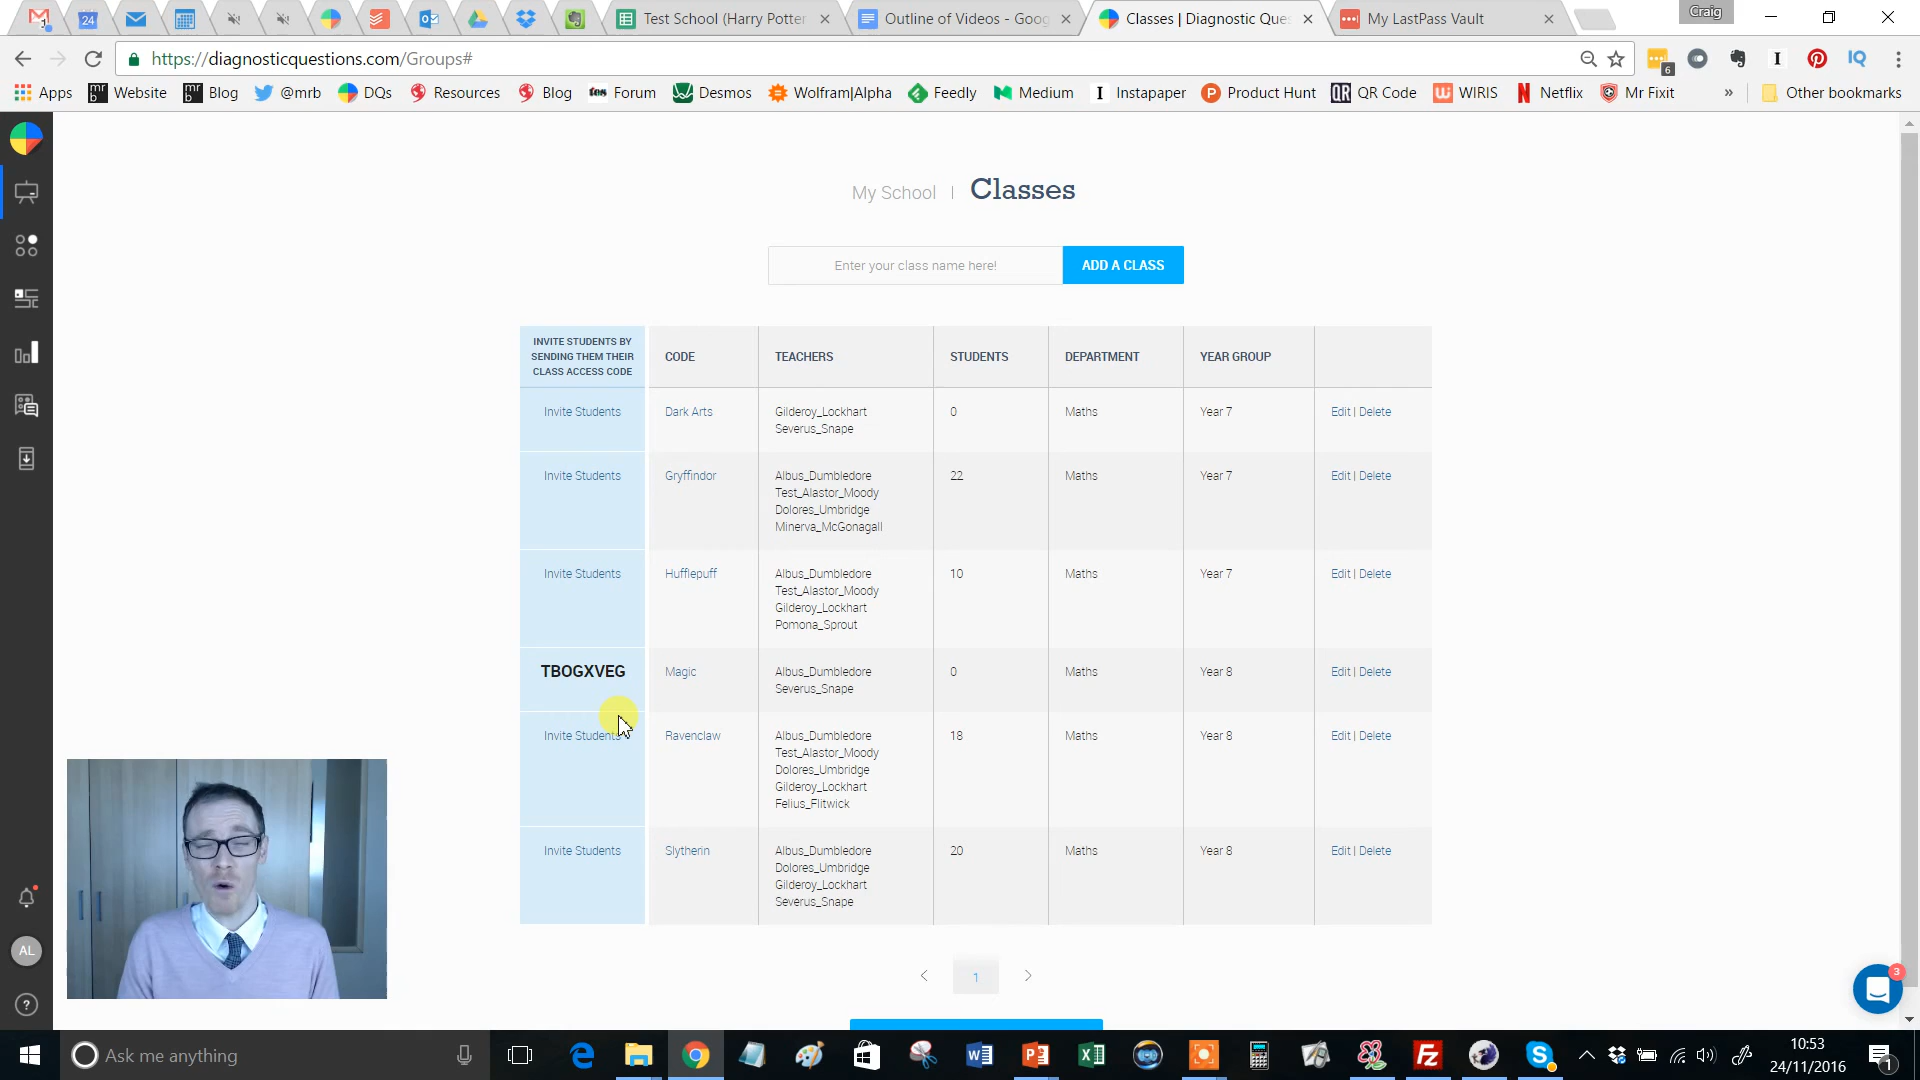 Test School (Harry Potter
Outline of Videos - Goog
Classes | Diagnostic Ques
My LastPass Vault
Craig
https://diagnosticquestions.com/Groups#
6
Apps
Website
Blog
@mrb
DQs
Resources
Blog
Forum
Desmos
Wolfram|Alpha
Feedly
Medium
Instapaper
Product Hunt
QR Code
WIRIS
Netflix
Mr Fixit
»
Other bookmarks
My School | Classes
Enter your class name here!
ADD A CLASS
INVITE STUDENTS BY
SENDING THEM THEIR
CLASS ACCESS CODE
CODE
TEACHERS
STUDENTS
DEPARTMENT
YEAR GROUP
Invite Students
Dark Arts
Gilderoy_Lockhart
Severus_Snape
0
Maths
Year 7
Edit | Delete
Invite Students
Gryffindor
Albus_Dumbledore
Test_Alastor_Moody
Dolores_Umbridge
Minerva_McGonagall
22
Maths
Year 7
Edit | Delete
Invite Students
Hufflepuff
Albus_Dumbledore
Test_Alastor_Moody
Gilderoy_Lockhart
Pomona_Sprout
10
Maths
Year 7
Edit | Delete
TBOGXVEG
Magic
Albus_Dumbledore
Severus_Snape
0
Maths
Year 8
Edit | Delete
Invite Students
Ravenclaw
Albus_Dumbledore
Test_Alastor_Moody
Dolores_Umbridge
Gilderoy_Lockhart
Felius_Flitwick
18
Maths
Year 8
Edit | Delete
Invite Students
Slytherin
Albus_Dumbledore
Dolores_Umbridge
Gilderoy_Lockhart
Severus_Snape
20
Maths
Year 8
Edit | Delete
1
AL
3
Ask me anything
10:53
24/11/2016
1